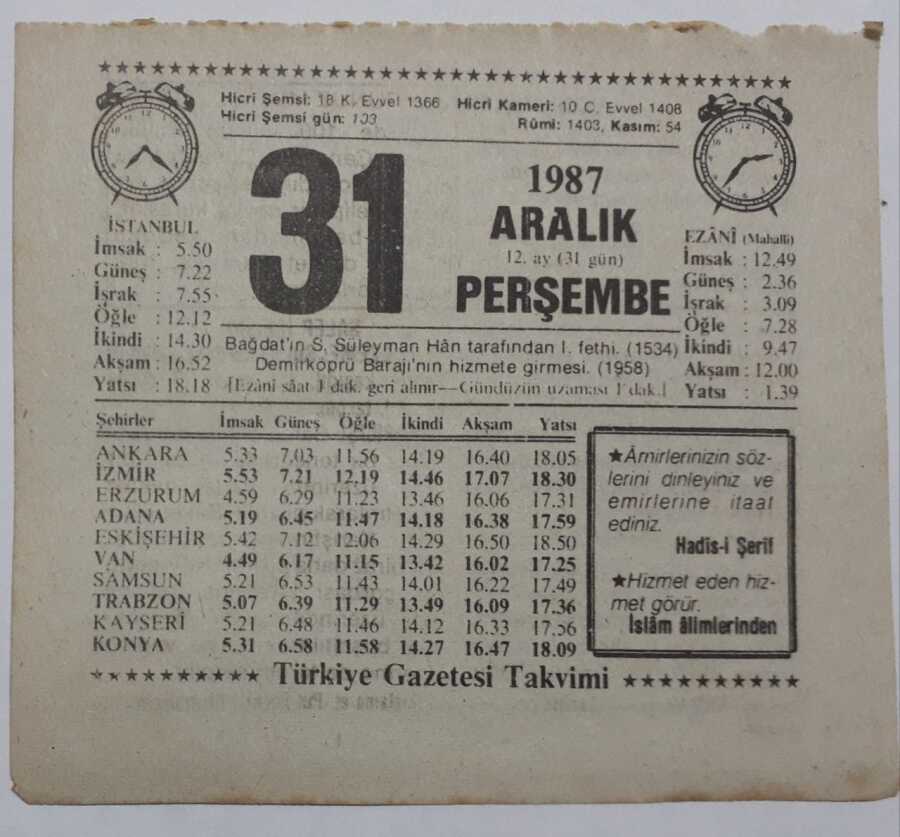 Hicri Şemsi: 18 K. Evvel 1366 Hicri Kameri: 10 C. Evvel 1408
Hicri Şemsi gün: 103 Rûmi: 1403, Kasım: 54
31
1987
ARALIK
12. ay (31 gün)
PERŞEMBE
İSTANBUL
İmsak : 5.50
Güneş : 7.22
İşrak : 7.55
Öğle : 12.12
İkindi : 14.30
Akşam : 16.52
Yatsı : 18.18
EZÂNÎ (Mahalli)
İmsak : 12.49
Güneş : 2.36
İşrak : 3.09
Öğle : 7.28
İkindi : 9.47
Akşam : 12.00
Yatsı : 1.39
Bağdat'ın S. Süleyman Hân tarafından I. fethi. (1534)
Demirköprü Barajı'nın hizmete girmesi. (1958)
[Ezâni sâat 1 dak. geri alınır—Gündüzün uzaması 1 dak.]
Şehirler İmsak Güneş Öğle İkindi Akşam Yatsı
ANKARA 5.33 7.03 11.56 14.19 16.40 18.05
İZMİR 5.53 7.21 12.19 14.46 17.07 18.30
ERZURUM 4.59 6.29 11.23 13.46 16.06 17.31
ADANA 5.19 6.45 11.47 14.18 16.38 17.59
ESKİŞEHİR 5.42 7.12 12.06 14.29 16.50 18.50
VAN 4.49 6.17 11.15 13.42 16.02 17.25
SAMSUN 5.21 6.53 11.43 14.01 16.22 17.49
TRABZON 5.07 6.39 11.29 13.49 16.09 17.36
KAYSERİ 5.21 6.48 11.46 14.12 16.33 17.56
KONYA 5.31 6.58 11.58 14.27 16.47 18.09
★Âmirlerinizin söz-
lerini dinleyiniz ve
emirlerine itaat
ediniz.
Hadîs-i Şerîf
★Hizmet eden hiz-
met görür.
İslâm âlimlerinden
Türkiye Gazetesi Takvimi